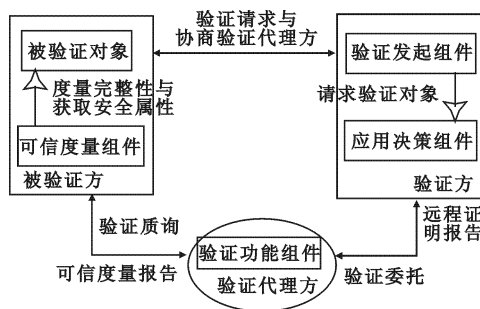 验证请求与
协商验证代理方
被验证对象
度量完整性与
获取安全属性
可信度量组件
被验证方
验证发起组件
请求验证对象
应用决策组件
验证方
验证质询
可信度量报告
验证功能组件
验证代理方
远程证
明报告
验证委托